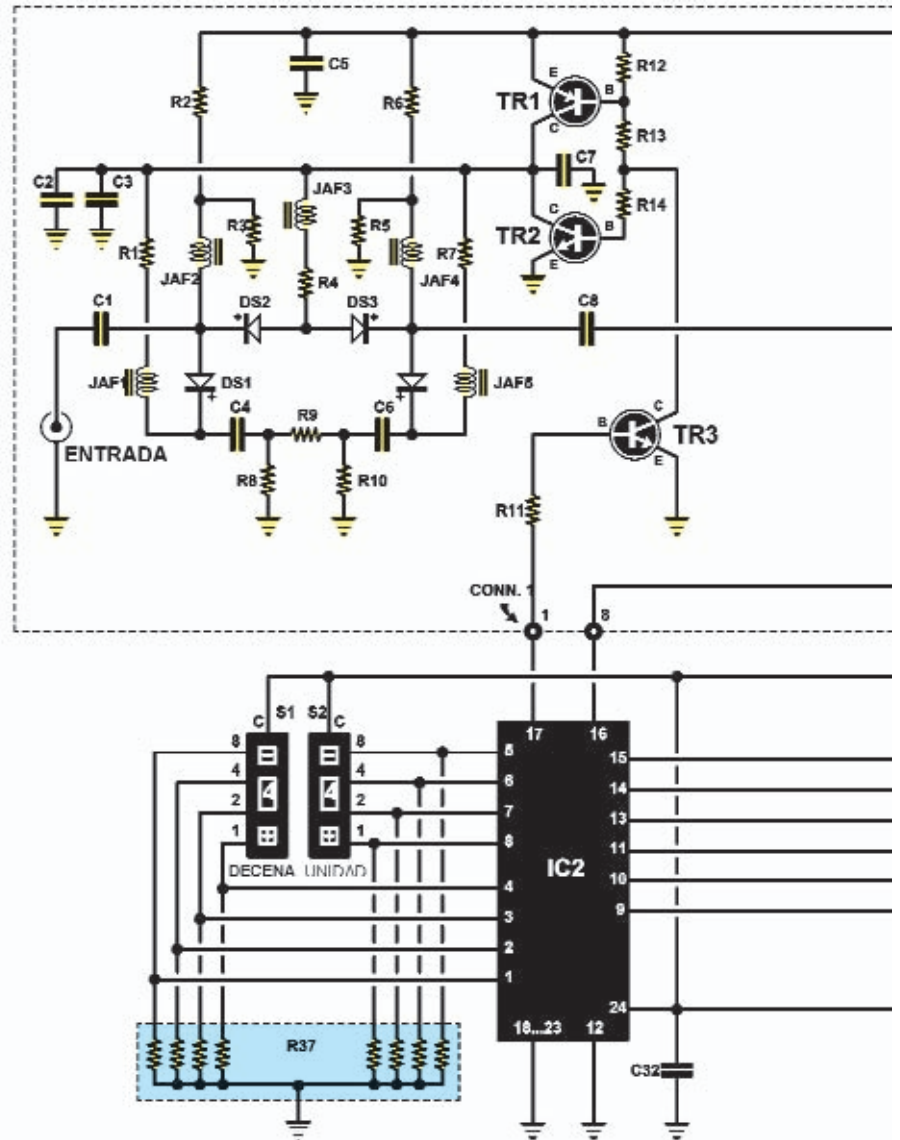 C5
E
R12
R2
R6
TR1
B
C
R13
C2
C3
JAF3
C7
C
R14
R3
R5
TR2
B
R1
JAF2
R7
JAF4
E
R4
C1
DS2
DS3
C8
+
+
JAF1
DS1
JAF5
+
+
C4
R9
C6
B
C
TR3
ENTRADA
E
R8
R10
R11
CONN. 1
1
8
C S1
S2 C
17
16
8
8
5
15
4
4
4
4
6
14
2
2
7
13
1
1
8
11
DECENA
UNIDAD
IC2
4
10
3
9
2
1
24
R37
18...23
12
C32